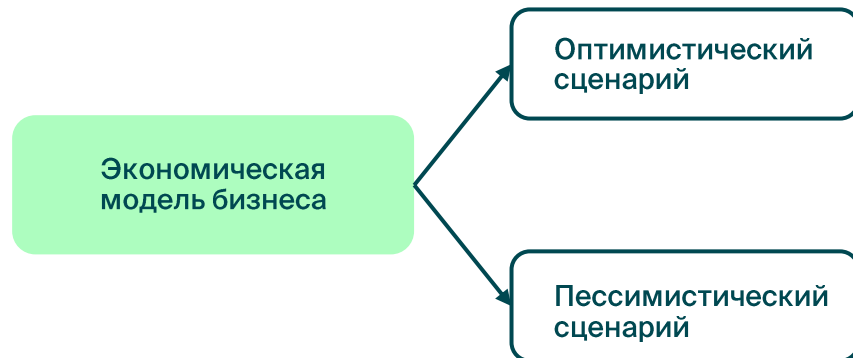 Оптимистический
сценарий
Экономическая
модель бизнеса
Пессимистический
сценарий